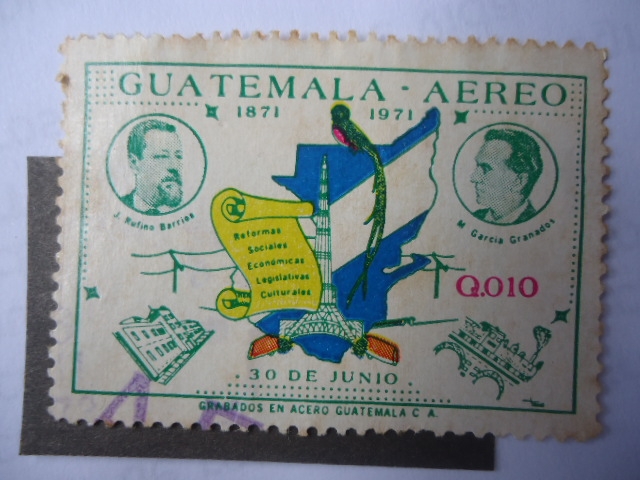 GUATEMALA - AEREO
1871 1971
J. Rufino Barrios
M. García Granados
Reformas
Sociales
Económicas
Legislativas
Culturales
Q.010
30 DE JUNIO
GRABADOS EN ACERO GUATEMALA C A.